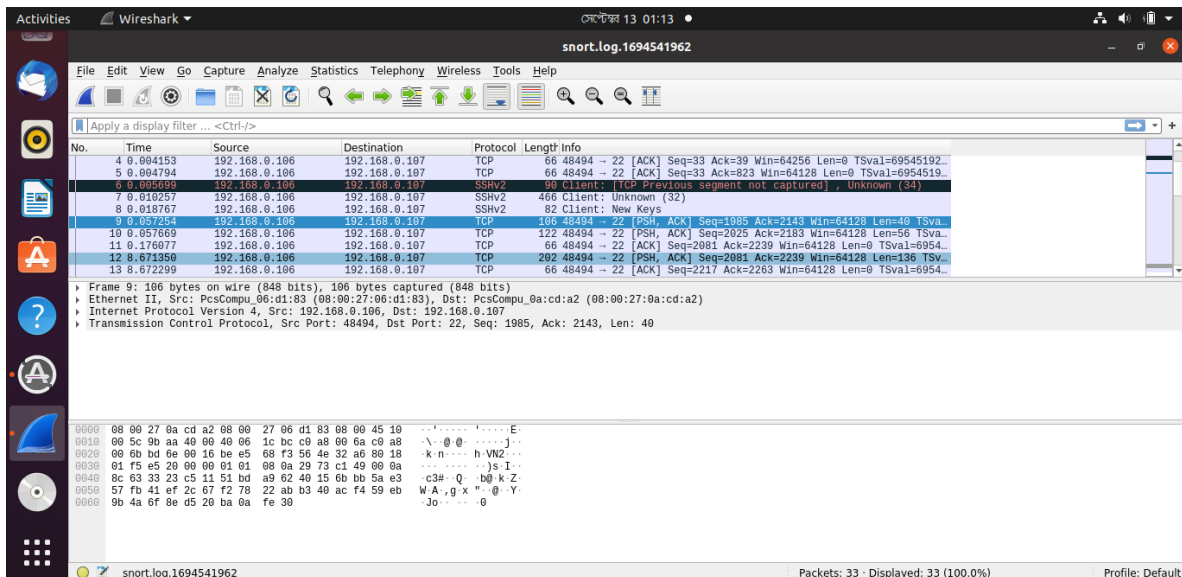 Activities Wireshark সেপ্টেম্বর 13 01:13
snort.log.1694541962
File Edit View Go Capture Analyze Statistics Telephony Wireless Tools Help
Apply a display filter ... <Ctrl-/>
No. Time Source Destination Protocol Length Info
4 0.004153 192.168.0.106 192.168.0.107 TCP 66 48494 → 22 [ACK] Seq=33 Ack=39 Win=64256 Len=0 TSval=69545192…
5 0.004794 192.168.0.106 192.168.0.107 TCP 66 48494 → 22 [ACK] Seq=33 Ack=823 Win=64128 Len=0 TSval=6954519…
6 0.005699 192.168.0.106 192.168.0.107 SSHv2 90 Client: [TCP Previous segment not captured] , Unknown (34)
7 0.010257 192.168.0.106 192.168.0.107 SSHv2 466 Client: Unknown (32)
8 0.018767 192.168.0.106 192.168.0.107 SSHv2 82 Client: New Keys
9 0.057254 192.168.0.106 192.168.0.107 TCP 106 48494 → 22 [PSH, ACK] Seq=1985 Ack=2143 Win=64128 Len=40 TSva…
10 0.057669 192.168.0.106 192.168.0.107 TCP 122 48494 → 22 [PSH, ACK] Seq=2025 Ack=2183 Win=64128 Len=56 TSva…
11 0.176077 192.168.0.106 192.168.0.107 TCP 66 48494 → 22 [ACK] Seq=2081 Ack=2239 Win=64128 Len=0 TSval=6954…
12 8.671350 192.168.0.106 192.168.0.107 TCP 202 48494 → 22 [PSH, ACK] Seq=2081 Ack=2239 Win=64128 Len=136 TSv…
13 8.672299 192.168.0.106 192.168.0.107 TCP 66 48494 → 22 [ACK] Seq=2217 Ack=2263 Win=64128 Len=0 TSval=6954…
Frame 9: 106 bytes on wire (848 bits), 106 bytes captured (848 bits)
Ethernet II, Src: PcsCompu_06:d1:83 (08:00:27:06:d1:83), Dst: PcsCompu_0a:cd:a2 (08:00:27:0a:cd:a2)
Internet Protocol Version 4, Src: 192.168.0.106, Dst: 192.168.0.107
Transmission Control Protocol, Src Port: 48494, Dst Port: 22, Seq: 1985, Ack: 2143, Len: 40
0000 08 00 27 0a cd a2 08 00 27 06 d1 83 08 00 45 10 ··'····· '·····E·
0010 00 5c 9b aa 40 00 40 06 1c bc c0 a8 00 6a c0 a8 ·\··@·@· ·····j··
0020 00 6b bd 6e 00 16 be e5 68 f3 56 4e 32 a6 80 18 ·k·n···· h·VN2···
0030 01 f5 e5 20 00 00 01 01 08 0a 29 73 c1 49 00 0a ··· ···· ··)s·I··
0040 8c 63 33 23 c5 11 51 bd a9 62 40 15 6b bb 5a e3 ·c3#··Q· ·b@·k·Z·
0050 57 fb 41 ef 2c 67 f2 78 22 ab b3 40 ac f4 59 eb W·A·,g·x "··@··Y·
0060 9b 4a 6f 8e d5 20 ba 0a fe 30 ·Jo·· ·· ·0
snort.log.1694541962 Packets: 33 · Displayed: 33 (100.0%) Profile: Default